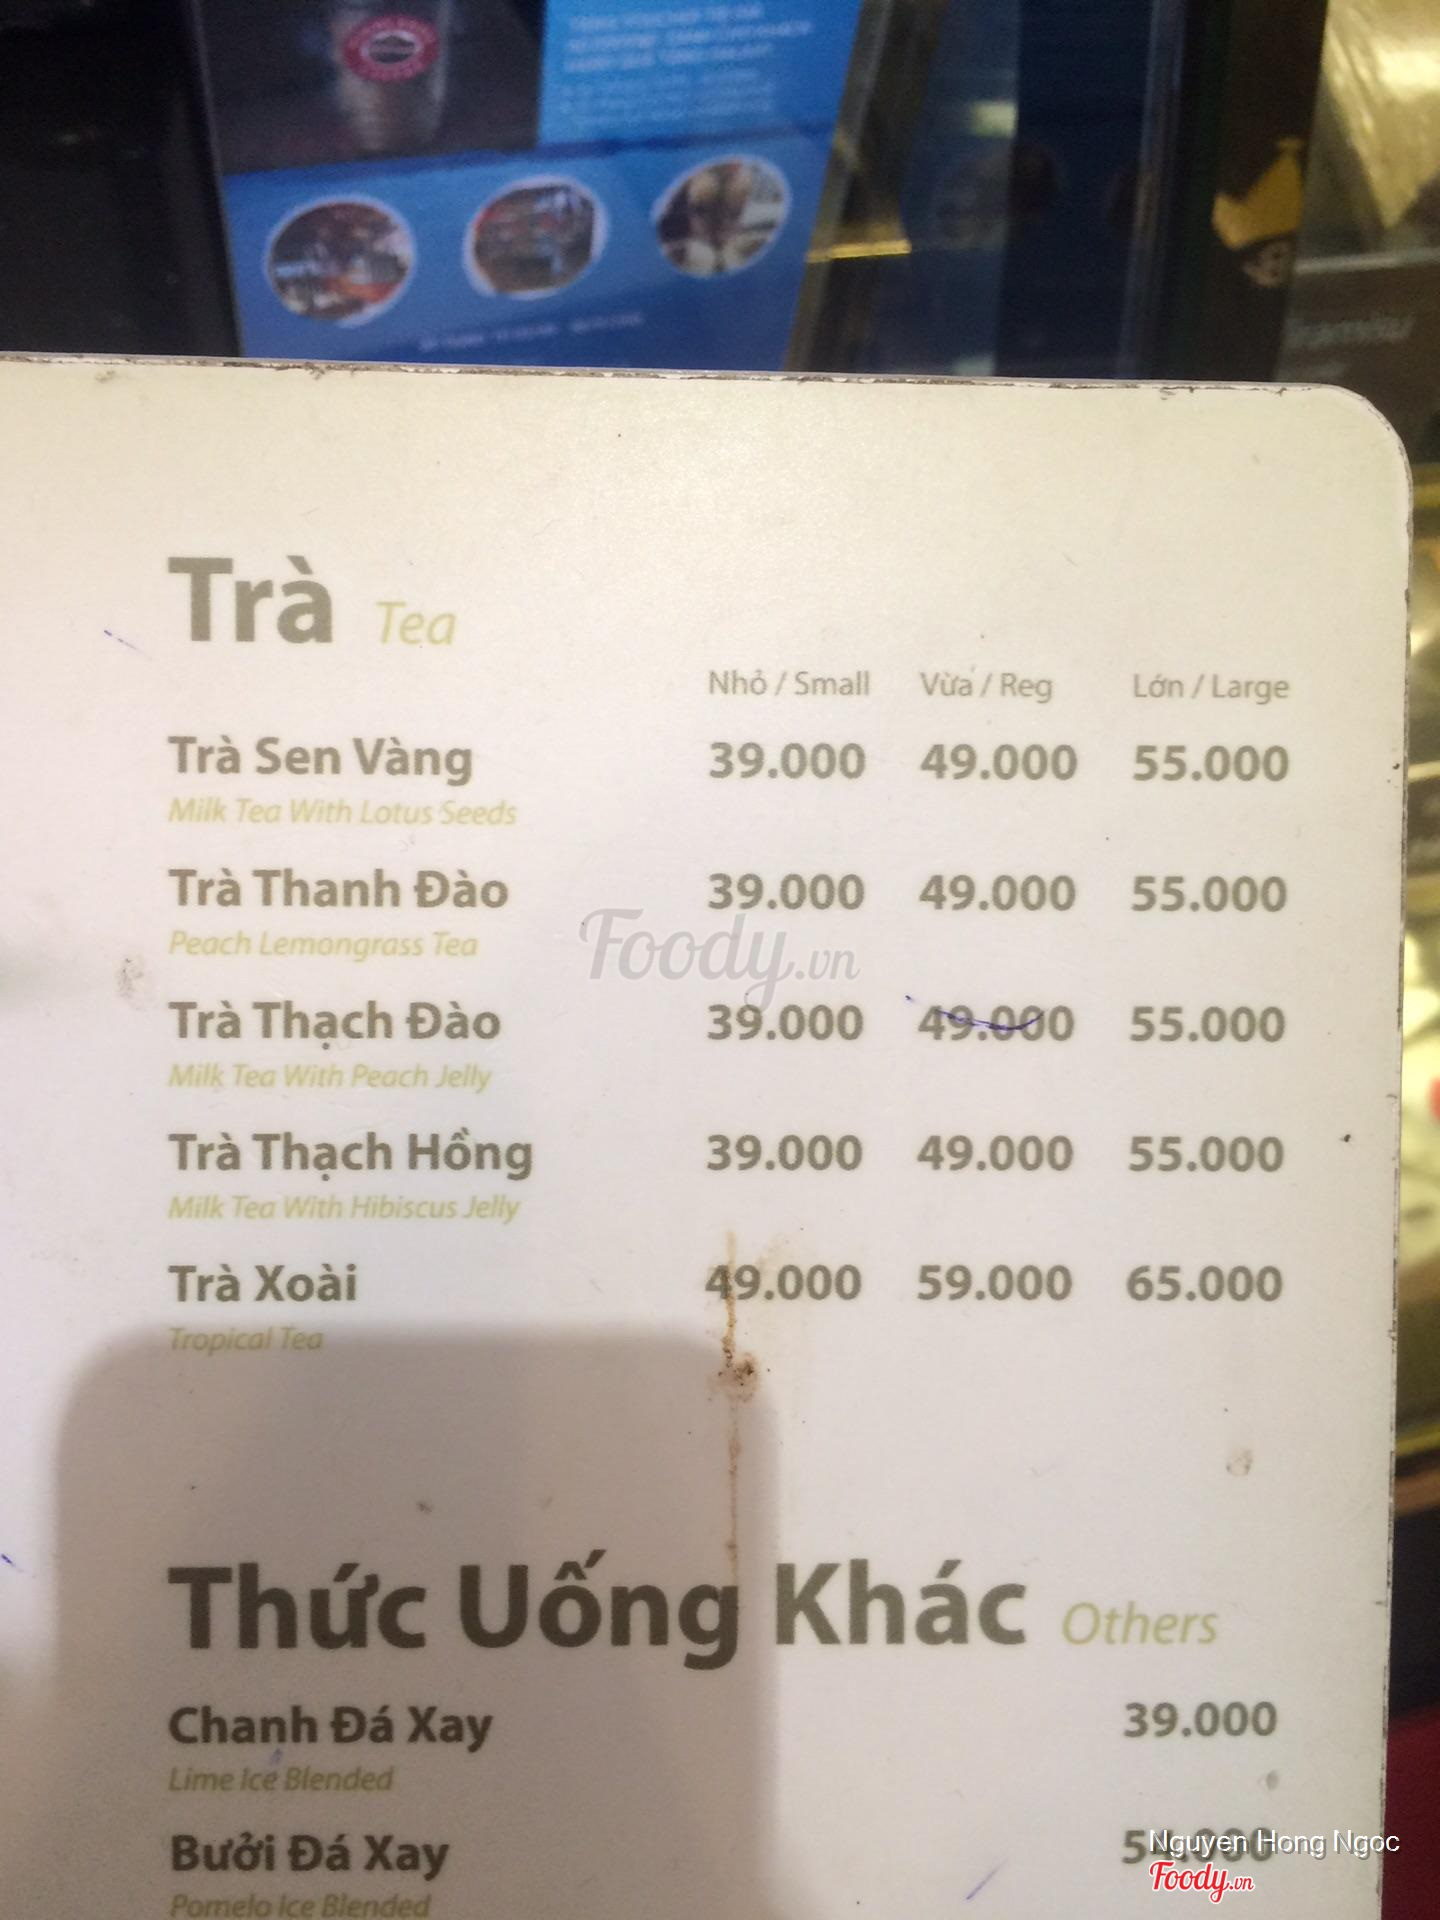 Trà Tea
Nhỏ / Small Vừa / Reg Lớn / Large
Trà Sen Vàng 39.000 49.000 55.000
Milk Tea With Lotus Seeds
Trà Thanh Đào 39.000 49.000 55.000
Peach Lemongrass Tea
Foody.vn
Trà Thạch Đào 39.000 49.000 55.000
Milk Tea With Peach Jelly
Trà Thạch Hồng 39.000 49.000 55.000
Milk Tea With Hibiscus Jelly
Trà Xoài 49.000 59.000 65.000
Tropical Tea
Thức Uống Khác Others
Chanh Đá Xay 39.000
Lime Ice Blended
Bưởi Đá Xay
Nguyen Hong Ngoc
Foody.vn
Pomelo Ice Blended